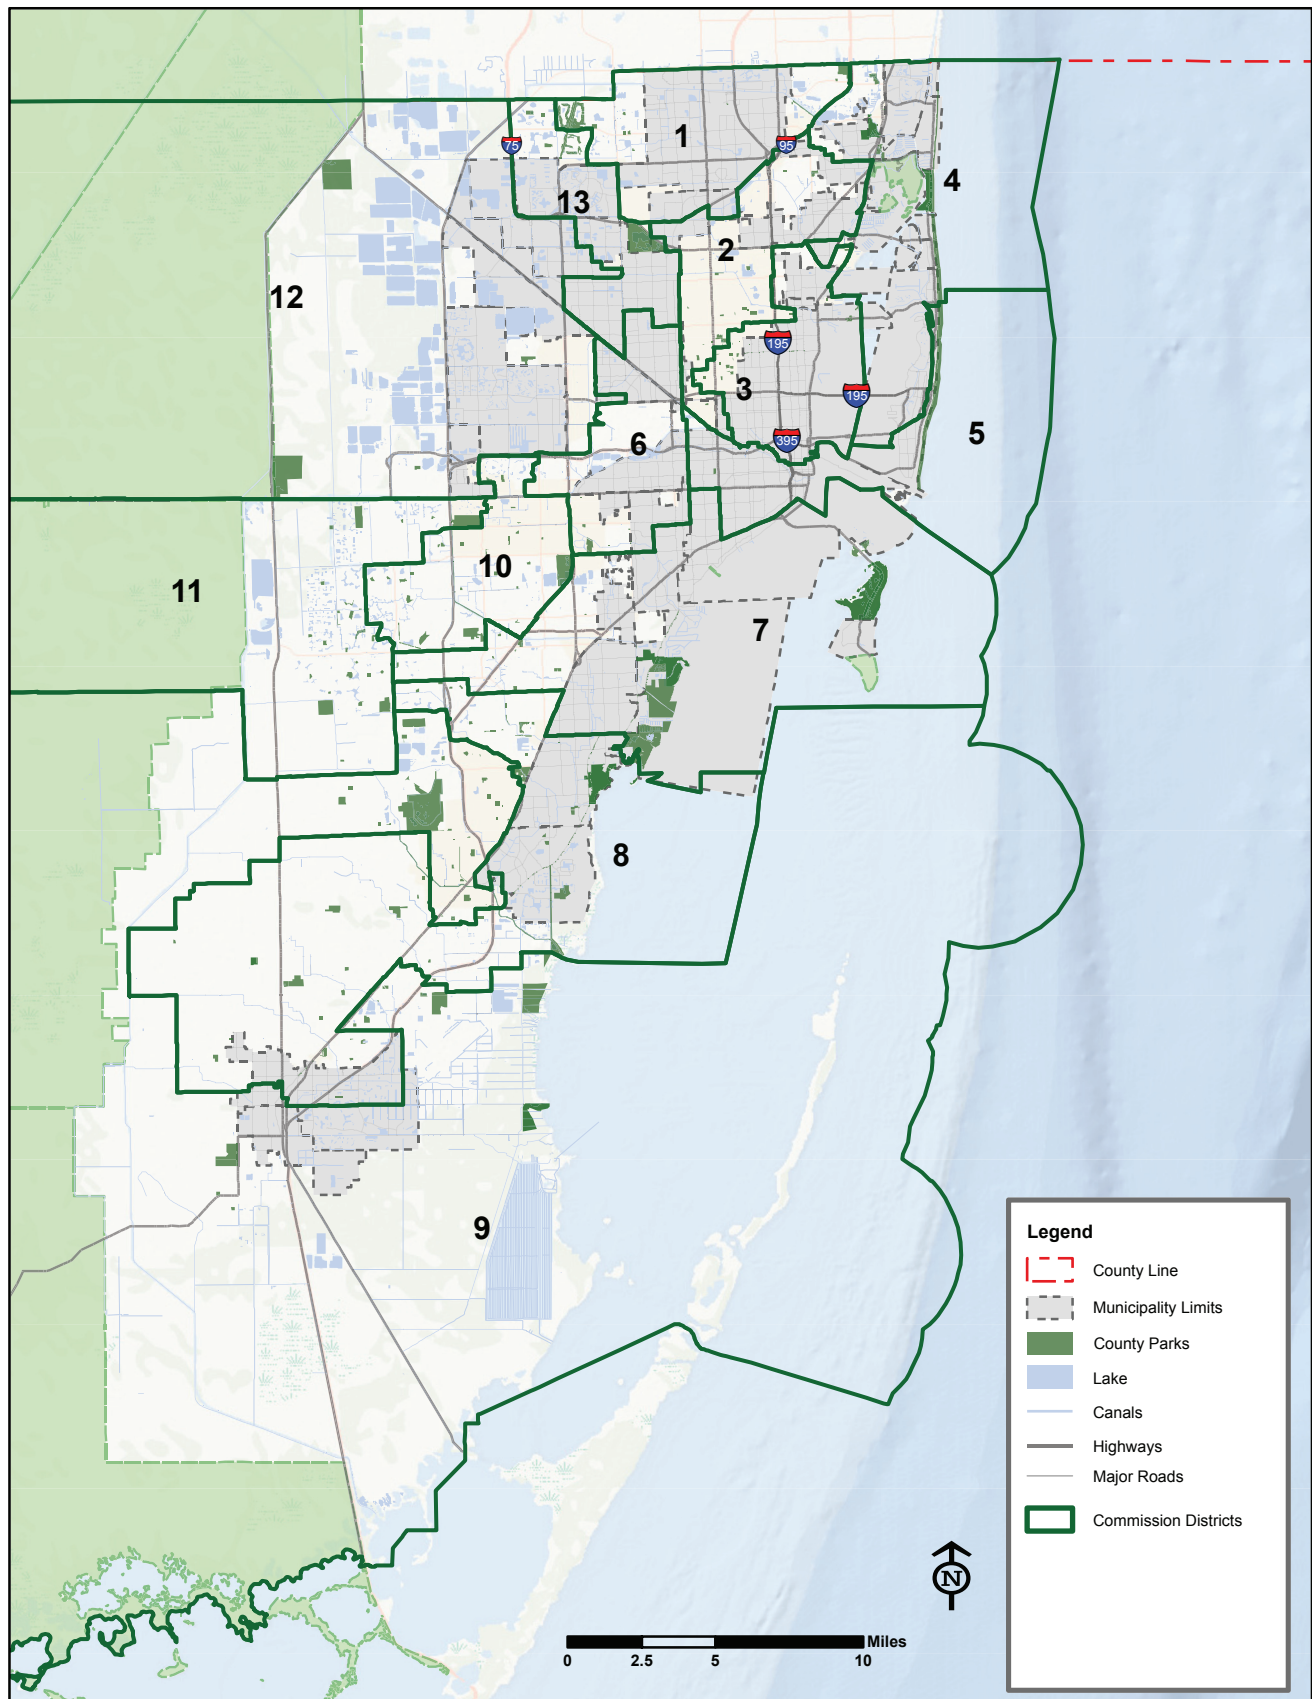 1
75
95
4
13
2
12
195
3
195
5
395
6
10
11
7
8
9
Legend
County Line
Municipality Limits
County Parks
Lake
Canals
Highways
Major Roads
Commission Districts
N
Miles
0 2.5 5 10